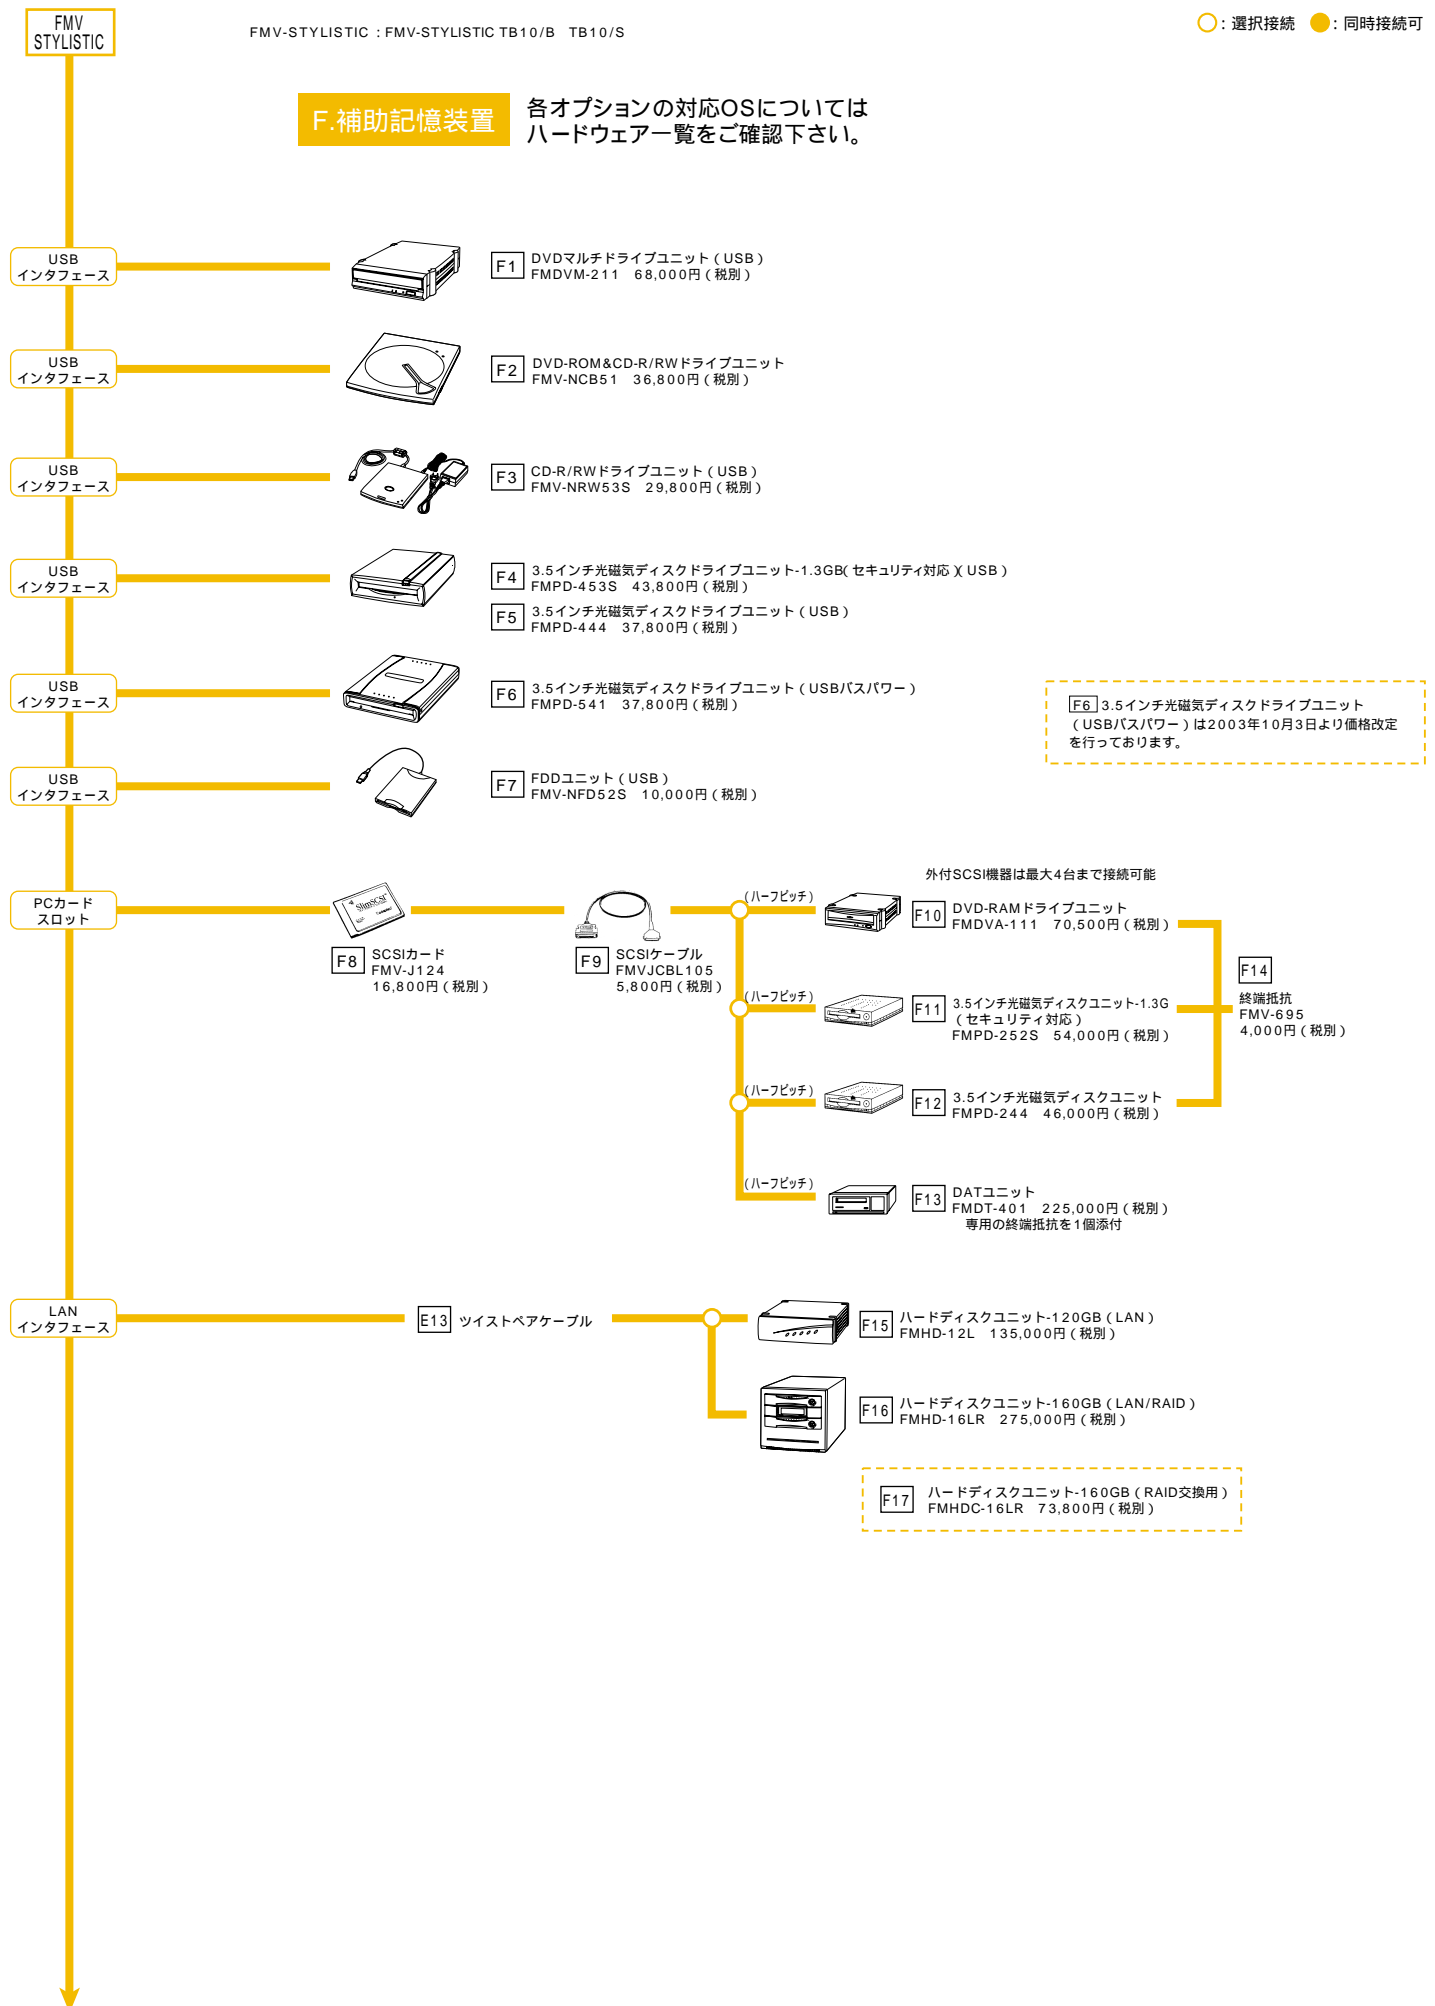 FMV
STYLISTIC
FMV-STYLISTIC：FMV-STYLISTIC TB10/B　TB10/S
：選択接続　：同時接続可
F.補助記憶装置
各オプションの対応OSについては
ハードウェア一覧をご確認下さい。
USB
インタフェース
F1 DVDマルチドライブユニット（USB）
FMDVM-211　68,000円（税別）
USB
インタフェース
F2 DVD-ROM&CD-R/RWドライブユニット
FMV-NCB51　36,800円（税別）
USB
インタフェース
F3 CD-R/RWドライブユニット（USB）
FMV-NRW53S　29,800円（税別）
USB
インタフェース
F4 3.5インチ光磁気ディスクドライブユニット-1.3GB（セキュリティ対応）（USB）
FMPD-453S　43,800円（税別）
F5 3.5インチ光磁気ディスクドライブユニット（USB）
FMPD-444　37,800円（税別）
USB
インタフェース
F6 3.5インチ光磁気ディスクドライブユニット（USBバスパワー）
FMPD-541　37,800円（税別）
F6 3.5インチ光磁気ディスクドライブユニット
（USBバスパワー）は2003年10月3日より価格改定
を行っております。
USB
インタフェース
F7 FDDユニット（USB）
FMV-NFD52S　10,000円（税別）
PCカード
スロット
SlimSCSI
F8 SCSIカード
FMV-J124
16,800円（税別）
F9 SCSIケーブル
FMVJCBL105
5,800円（税別）
外付SCSI機器は最大4台まで接続可能
（ハーフピッチ）
F10 DVD-RAMドライブユニット
FMDVA-111　70,500円（税別）
（ハーフピッチ）
F11 3.5インチ光磁気ディスクユニット-1.3G
（セキュリティ対応）
FMPD-252S　54,000円（税別）
F14
終端抵抗
FMV-695
4,000円（税別）
（ハーフピッチ）
F12 3.5インチ光磁気ディスクユニット
FMPD-244　46,000円（税別）
（ハーフピッチ）
F13 DATユニット
FMDT-401　225,000円（税別）
専用の終端抵抗を1個添付
LAN
インタフェース
E13 ツイストペアケーブル
F15 ハードディスクユニット-120GB（LAN）
FMHD-12L　135,000円（税別）
F16 ハードディスクユニット-160GB（LAN/RAID）
FMHD-16LR　275,000円（税別）
F17 ハードディスクユニット-160GB（RAID交換用）
FMHDC-16LR　73,800円（税別）